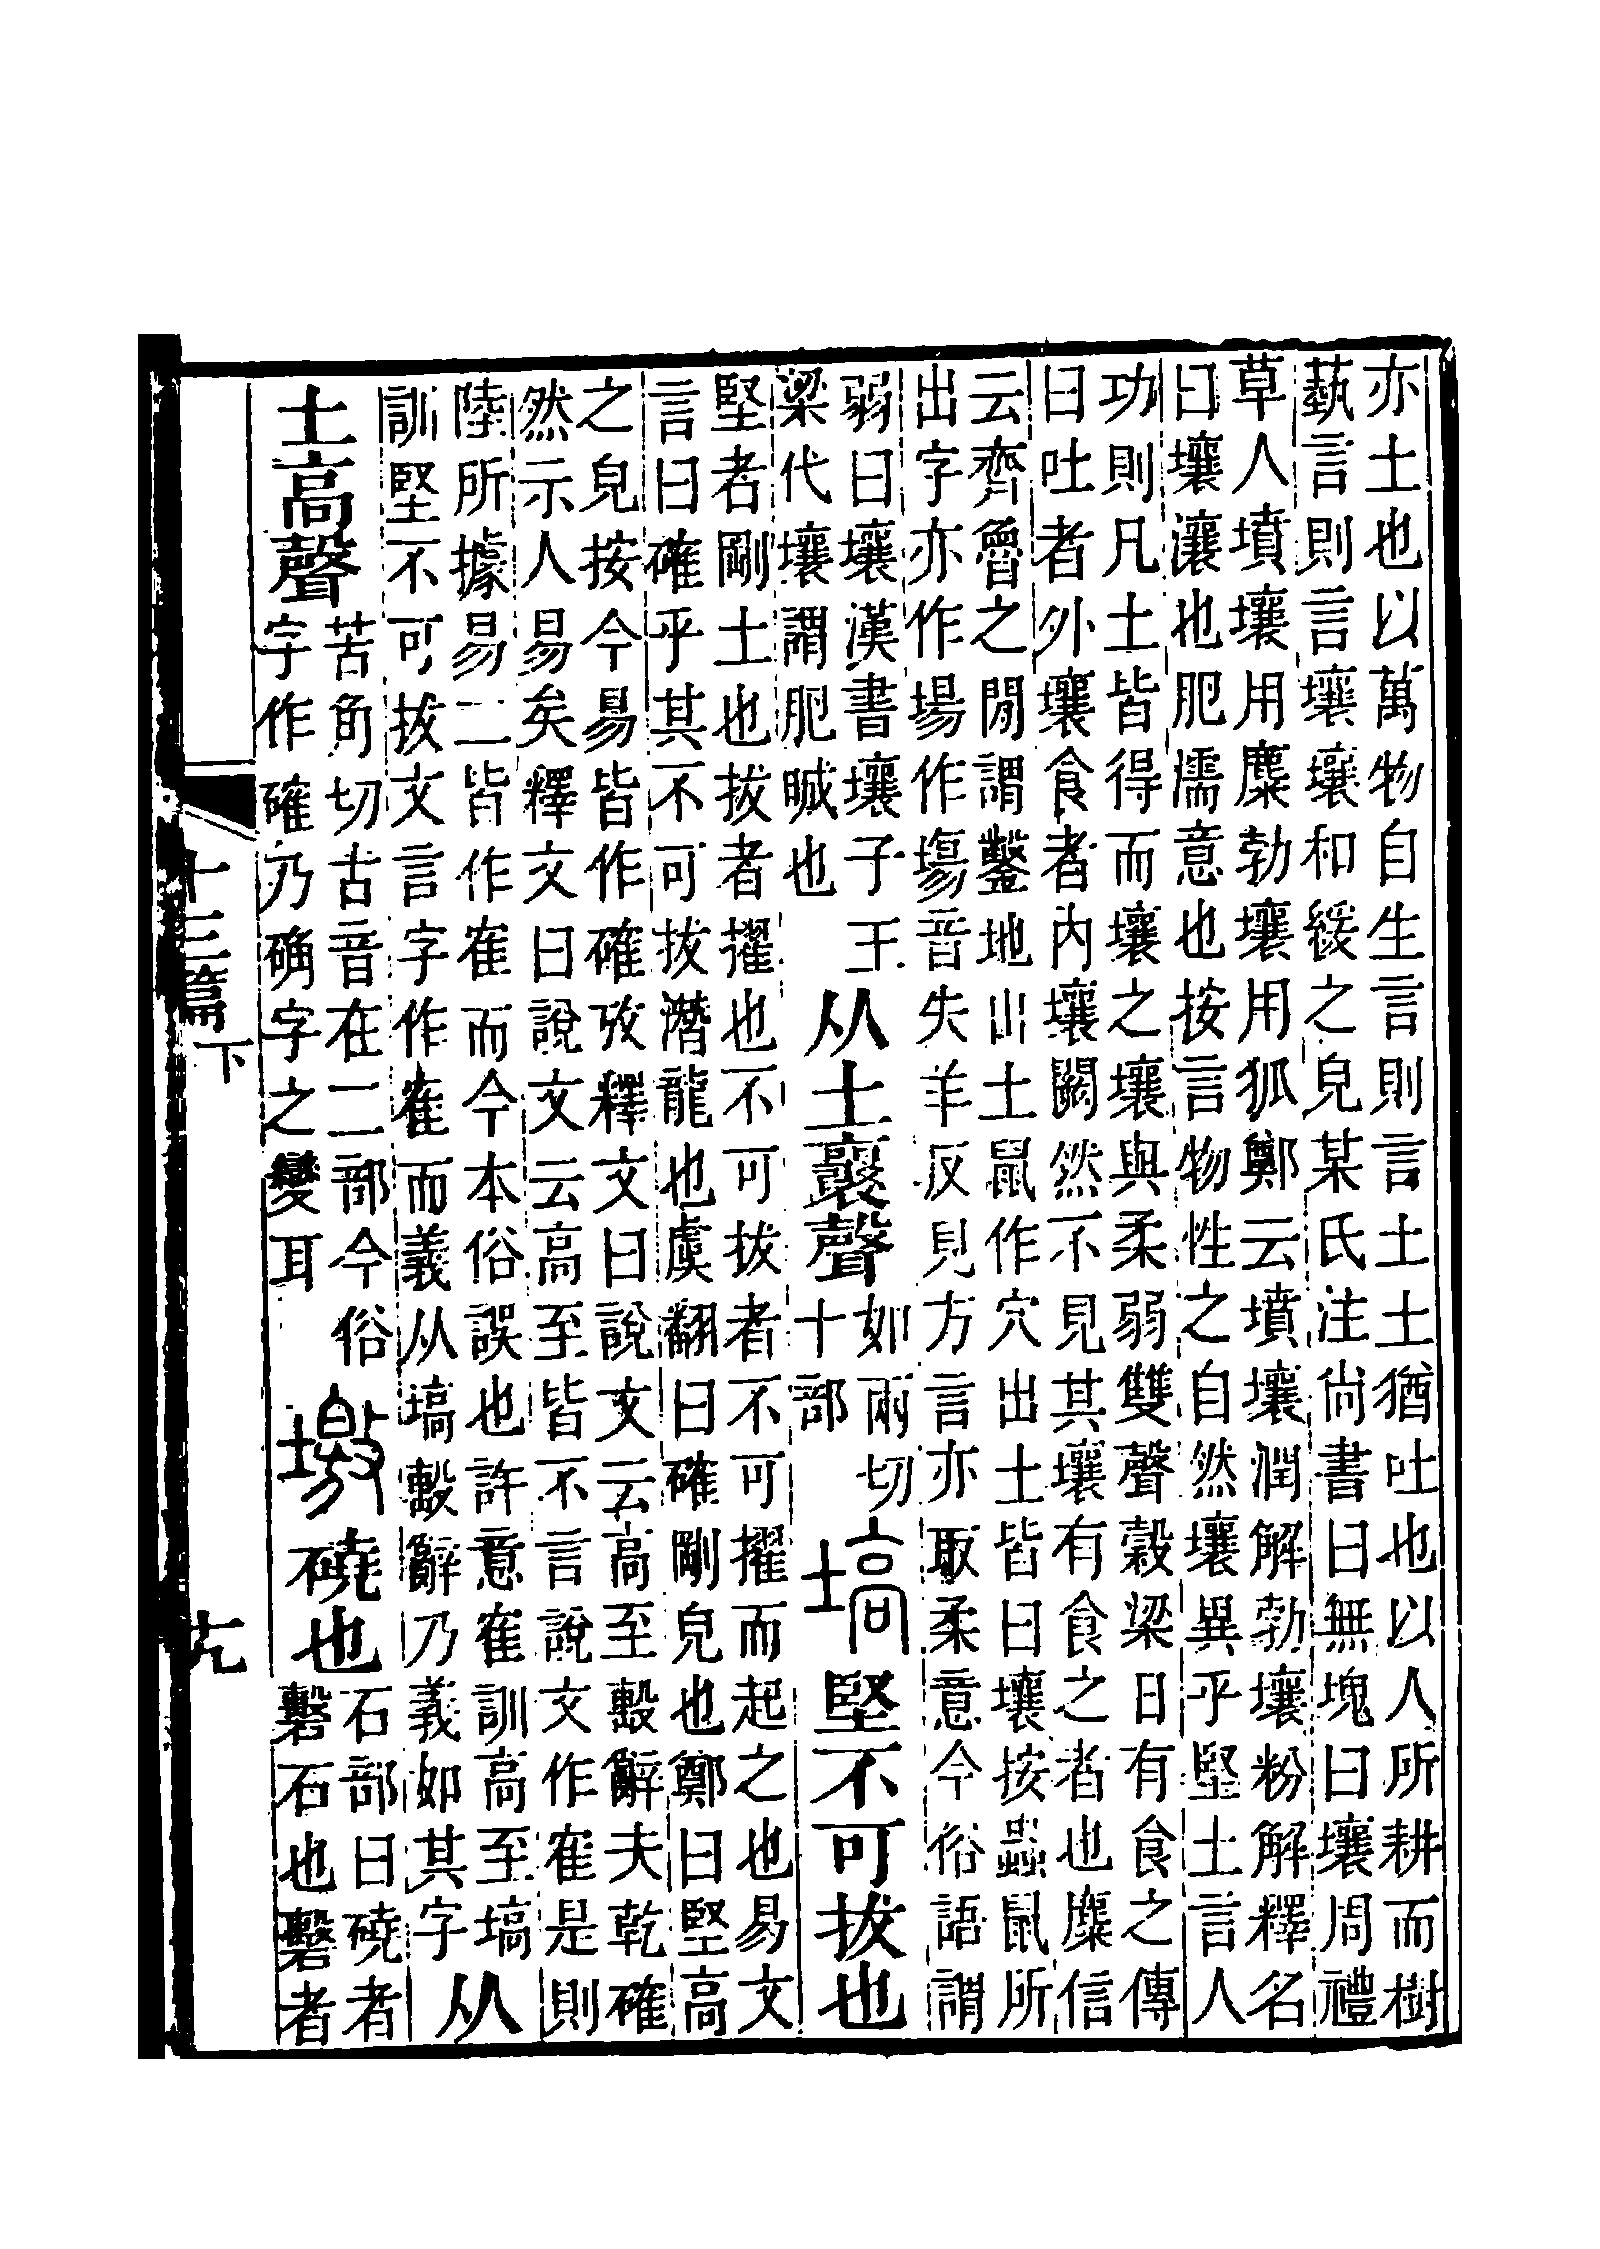 亦土也以萬物自生言則言土土猶吐也以人所耕而樹
藝言則言壤壤和緩之皃某氏注尙書曰無塊曰壤周禮
草人墳壤用麋勃壤用狐鄭云墳壤潤解勃壤粉解釋名
曰壤瀼也肥濡意也按言物性之自然壤異乎堅土言人
功則凡土皆得而壤之壤與柔弱雙聲榖梁日有食之傳
曰吐者外壤食者內壤闕然不見其壤有食之者也麋信
云齊魯之閒謂鑿地出土鼠作穴出土皆曰壤按蟲鼠所
出字亦作場作塲音失羊反見方言亦取柔意今俗語謂
弱曰壤漢書壤子王
梁代壤謂肥晠也
从土襄聲
如兩切
十部
塙
堅不可拔也
堅者剛土也拔者擢也不可拔者不可擢而起之也易文
言曰確乎其不可拔潛龍也虞翻曰確剛皃也鄭曰堅高
之皃按今易皆作確攷釋文曰說文云高至毄辭夫乾確
然示人易矣釋文曰說文云高至皆不言說文作隺是則
陸所據易二皆作隺而今本俗誤也許意隺訓高至塙
訓堅不可拔文言字作隺而義从塙毄辭乃義如其字
从
土高聲
苦角切古音在二部今俗
字作確乃确字之變耳
墽
磽也
石部曰磽者
磬石也磬者
十三篇下
十九